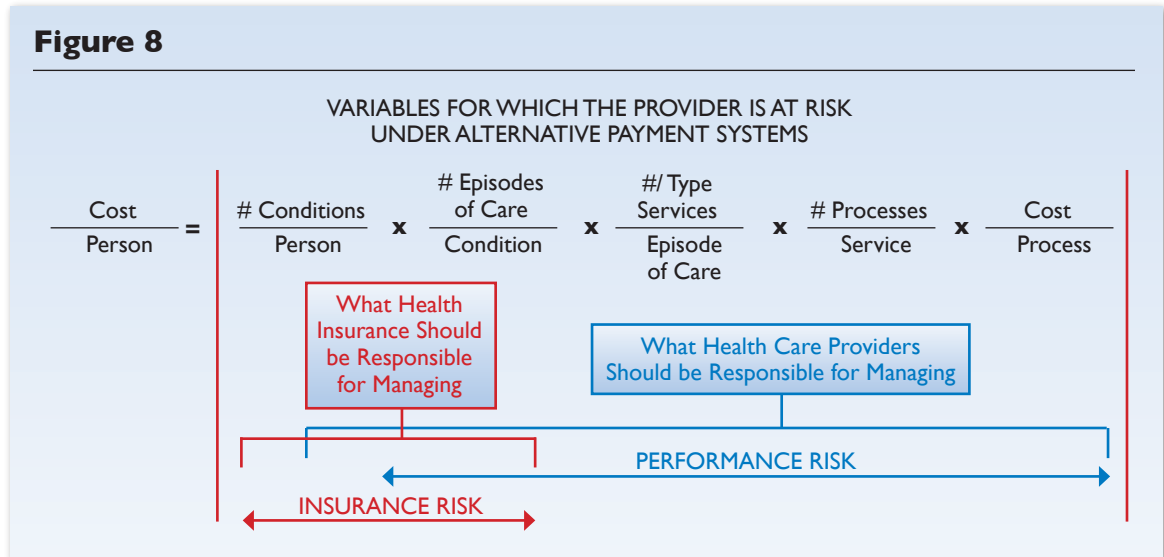 Figure 8
VARIABLES FOR WHICH THE PROVIDER IS AT RISK
UNDER ALTERNATIVE PAYMENT SYSTEMS
Cost
Person
=
# Conditions
Person
x
# Episodes
of Care
Condition
x
#/ Type
Services
Episode
of Care
x
# Processes
Service
x
Cost
Process
What Health
Insurance Should
be Responsible
for Managing
What Health Care Providers
Should be Responsible for Managing
PERFORMANCE RISK
INSURANCE RISK